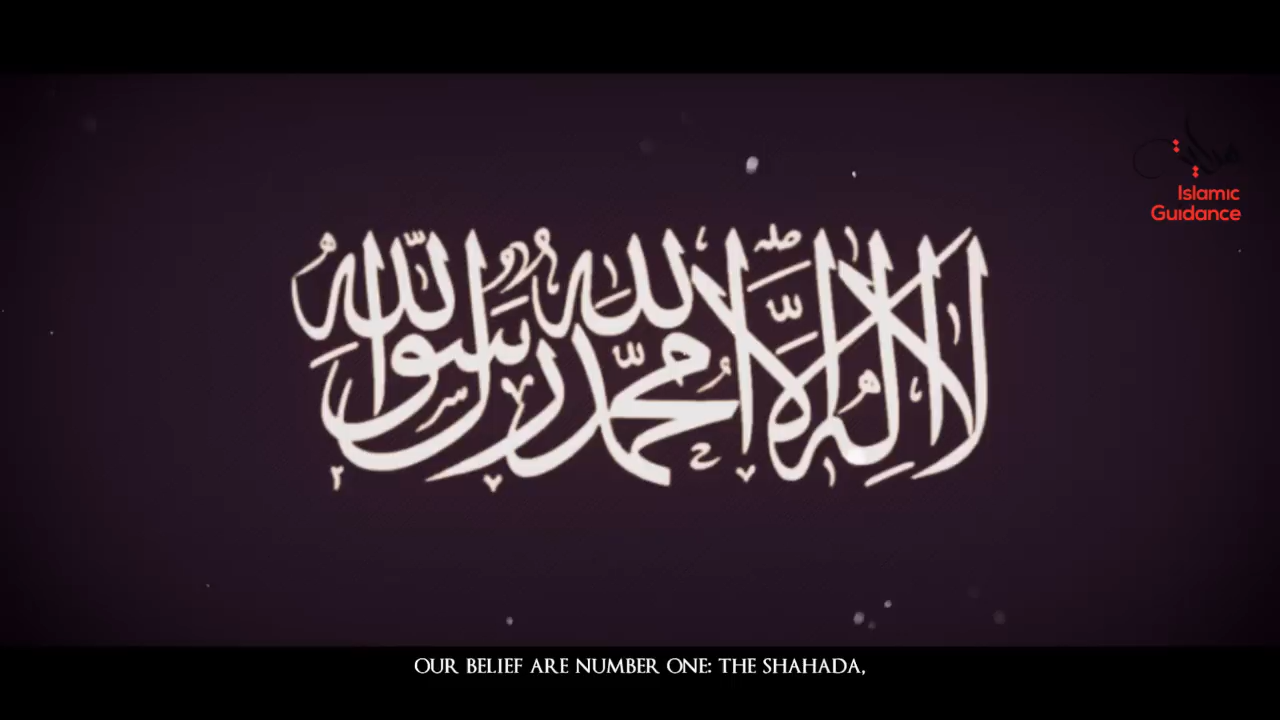 لا إله إلا الله محمد رسول الله
Islamic
Guidance
OUR BELIEF ARE NUMBER ONE: THE SHAHADA,